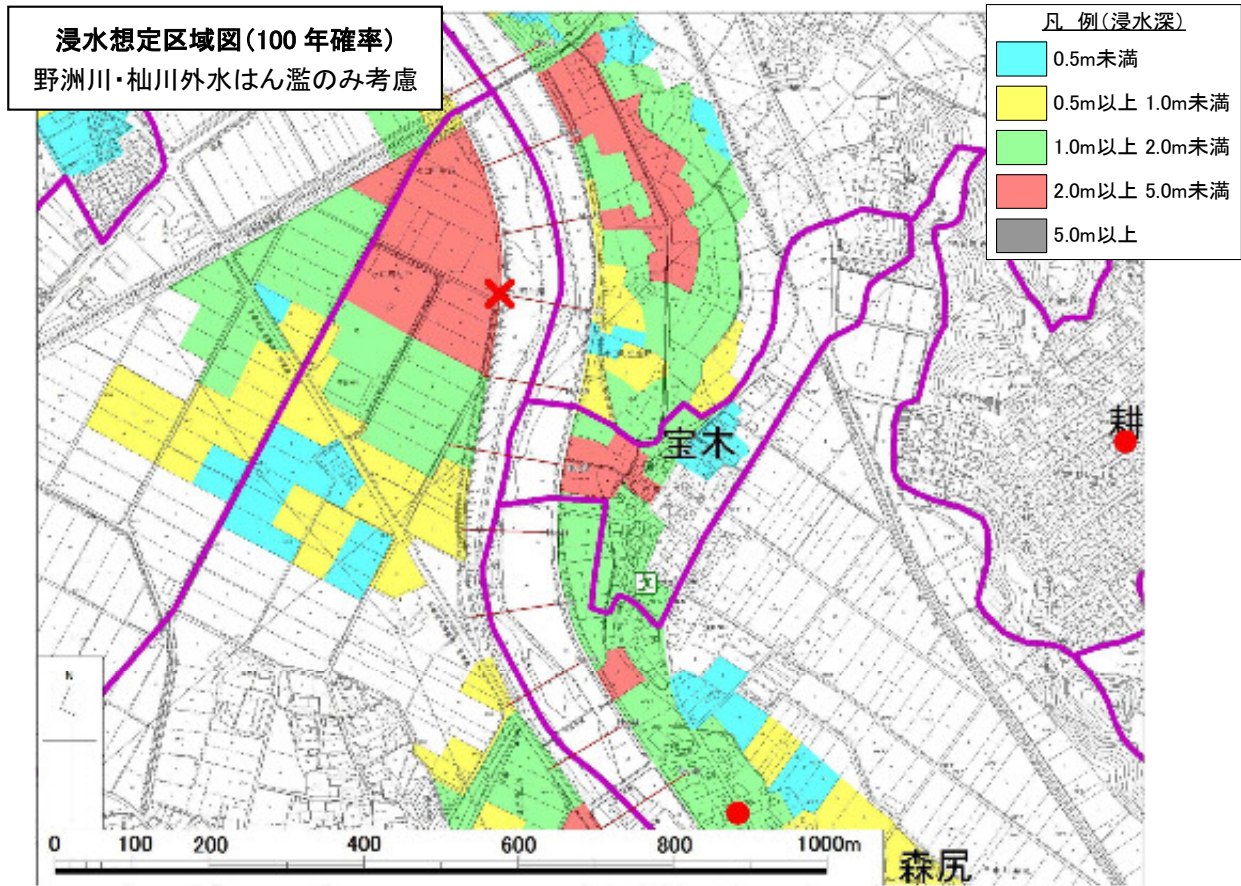 浸水想定区域図(100年確率)
野洲川・杣川外水はん濫のみ考慮
凡 例(浸水深)
0.5m未満
0.5m以上 1.0m未満
1.0m以上 2.0m未満
2.0m以上 5.0m未満
5.0m以上
宝木
耕
N
0 100 200 400 600 800 1000m
森尻